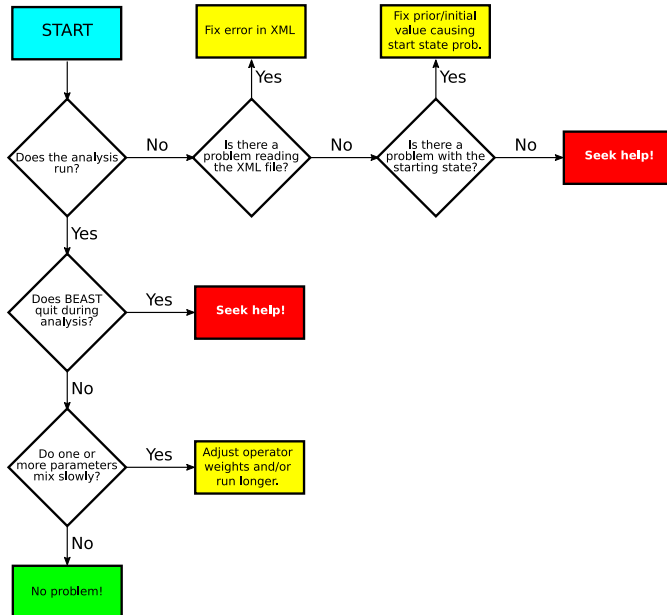 START
Fix error in XML
Fix prior/initial
value causing
start state prob.
Yes
Yes
Does the analysis
run?
No
Is there a
problem reading
the XML file?
No
Is there a
problem with the
starting state?
No
Seek help!
Yes
Does BEAST
quit during
analysis?
Yes
Seek help!
No
Do one or
more parameters
mix slowly?
Yes
Adjust operator
weights and/or
run longer.
No
No problem!